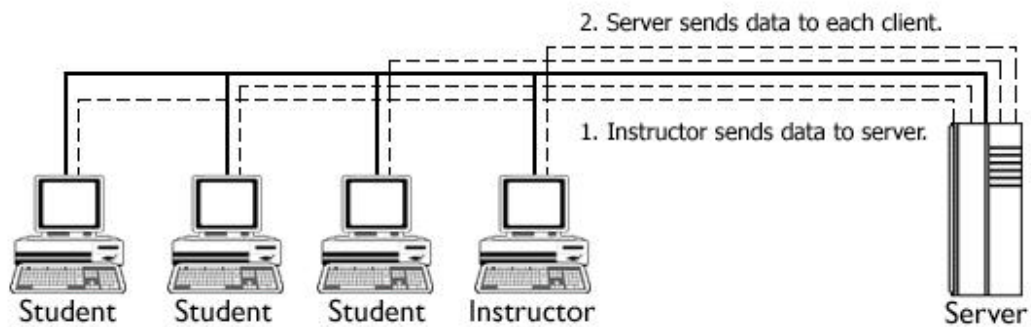 2. Server sends data to each client.
1. Instructor sends data to server.
Student
Student
Student
Instructor
Server